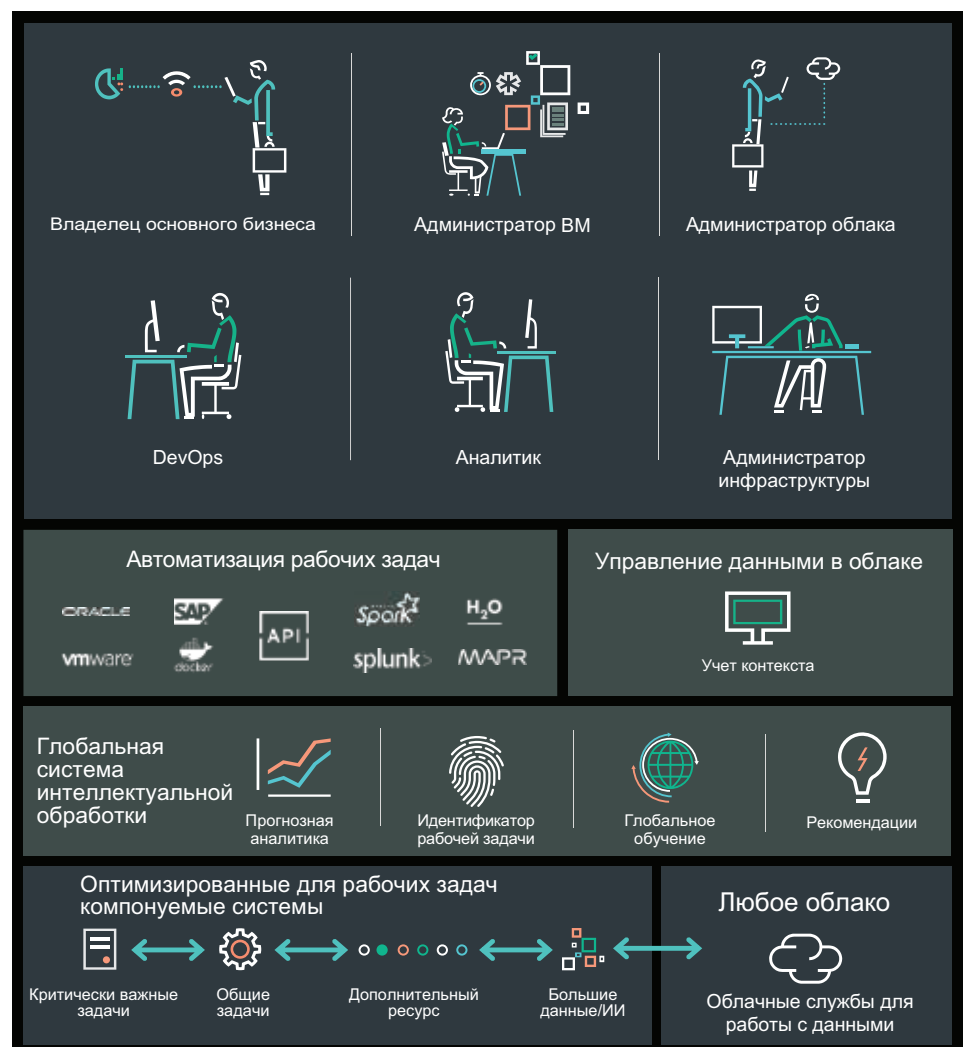 Владелец основного бизнеса
Администратор ВМ
Администратор облака
DevOps
Аналитик
Администратор
инфраструктуры
Автоматизация рабочих задач
ORACLE
SAP
API
Spark
H₂O
vmware
docker
splunk>
MAPR
Управление данными в облаке
Учет контекста
Глобальная
система
интеллектуальной
обработки
Прогнозная
аналитика
Идентификатор
рабочей задачи
Глобальное
обучение
Рекомендации
Оптимизированные для рабочих задач
компонуемые системы
Критически важные
задачи
Общие
задачи
Дополнительный
ресурс
Большие
данные/ИИ
Любое облако
Облачные службы для
работы с данными